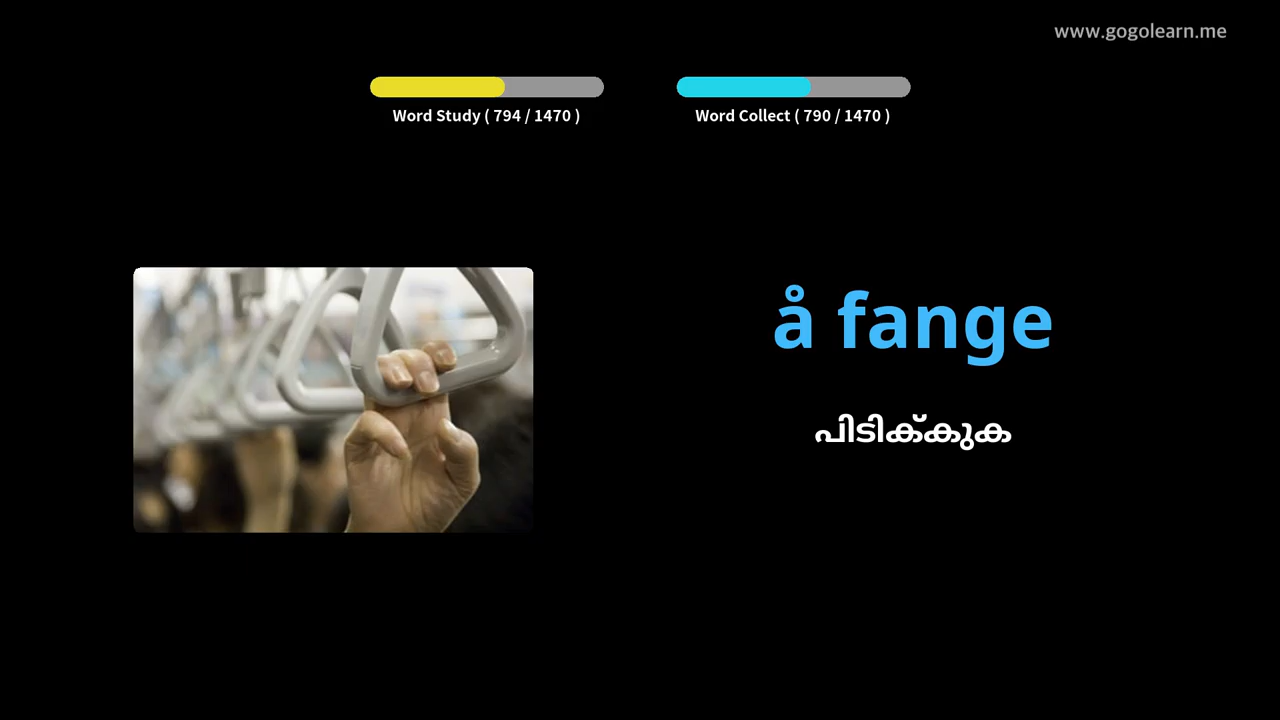 www.gogolearn.me
Word Study ( 794 / 1470 )
Word Collect ( 790 / 1470 )
å fange
പിടിക്കുക